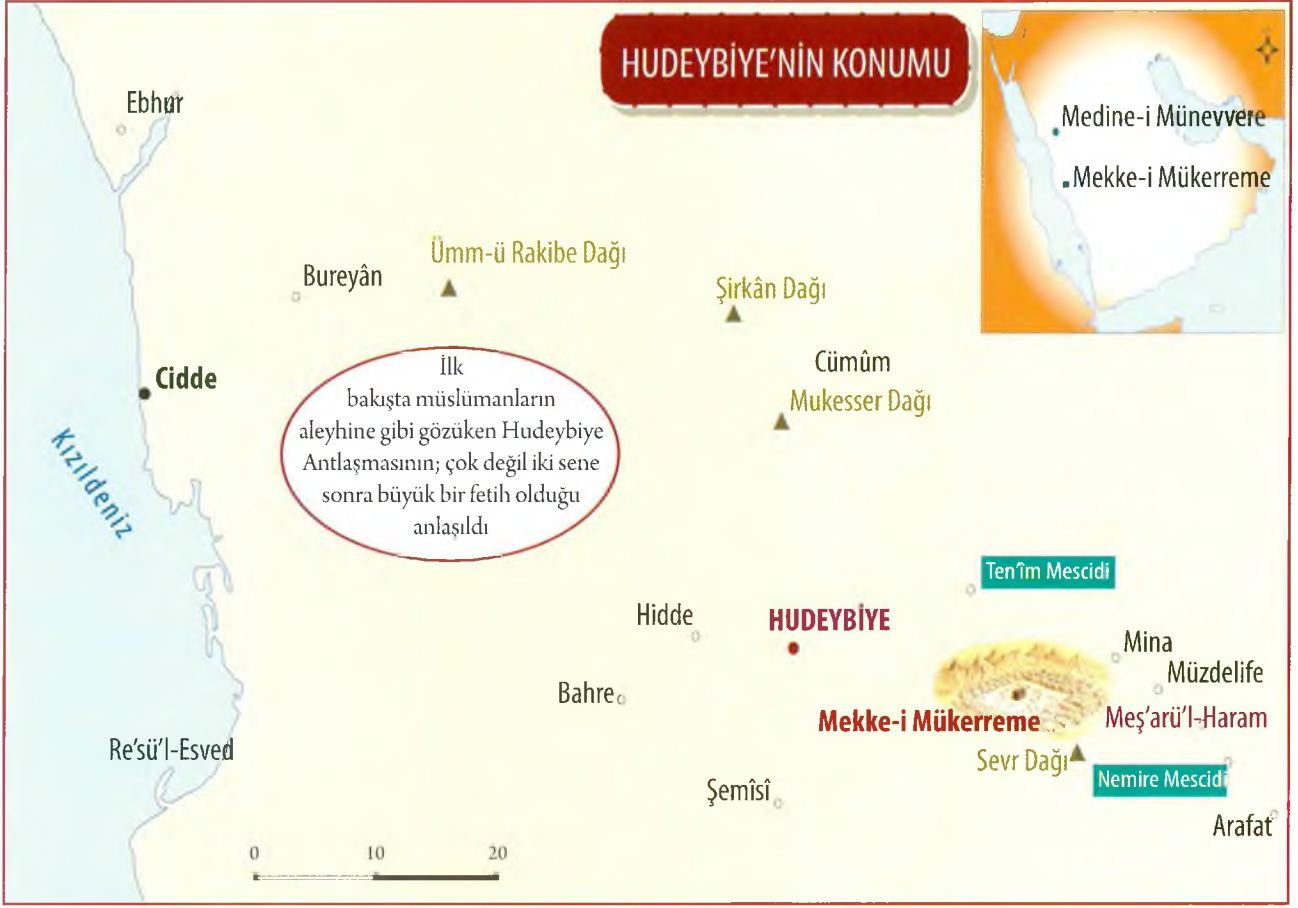 HUDEYBİYE'NİN KONUMU
Medine-i Münevvere
Mekke-i Mükerreme
Ebhur
Bureyân
Ümm-ü Rakibe Dağı
Şirkân Dağı
Cümûm
Mukesser Dağı
Cidde
Kızıldeniz
İlk
bakışta müslümanların
aleyhine gibi gözüken Hudeybiye
Antlaşmasının; çok değil iki sene
sonra büyük bir fetih olduğu
anlaşıldı
Ten'îm Mescidi
Hidde
HUDEYBİYE
Mina
Müzdelife
Bahre
Mekke-i Mükerreme
Meş'arü'l-Haram
Re'sü'l-Esved
Sevr Dağı
Nemire Mescidi
Şemîsî
Arafat
0 10 20